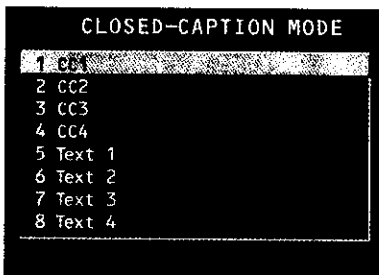 CLOSED-CAPTION MODE
1 CC1
2 CC2
3 CC3
4 CC4
5 Text 1
6 Text 2
7 Text 3
8 Text 4